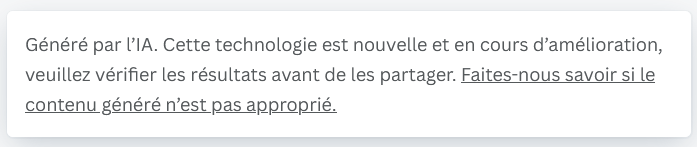 Généré par l’IA. Cette technologie est nouvelle et en cours d’amélioration,
veuillez vérifier les résultats avant de les partager. Faites-nous savoir si le
contenu généré n’est pas approprié.